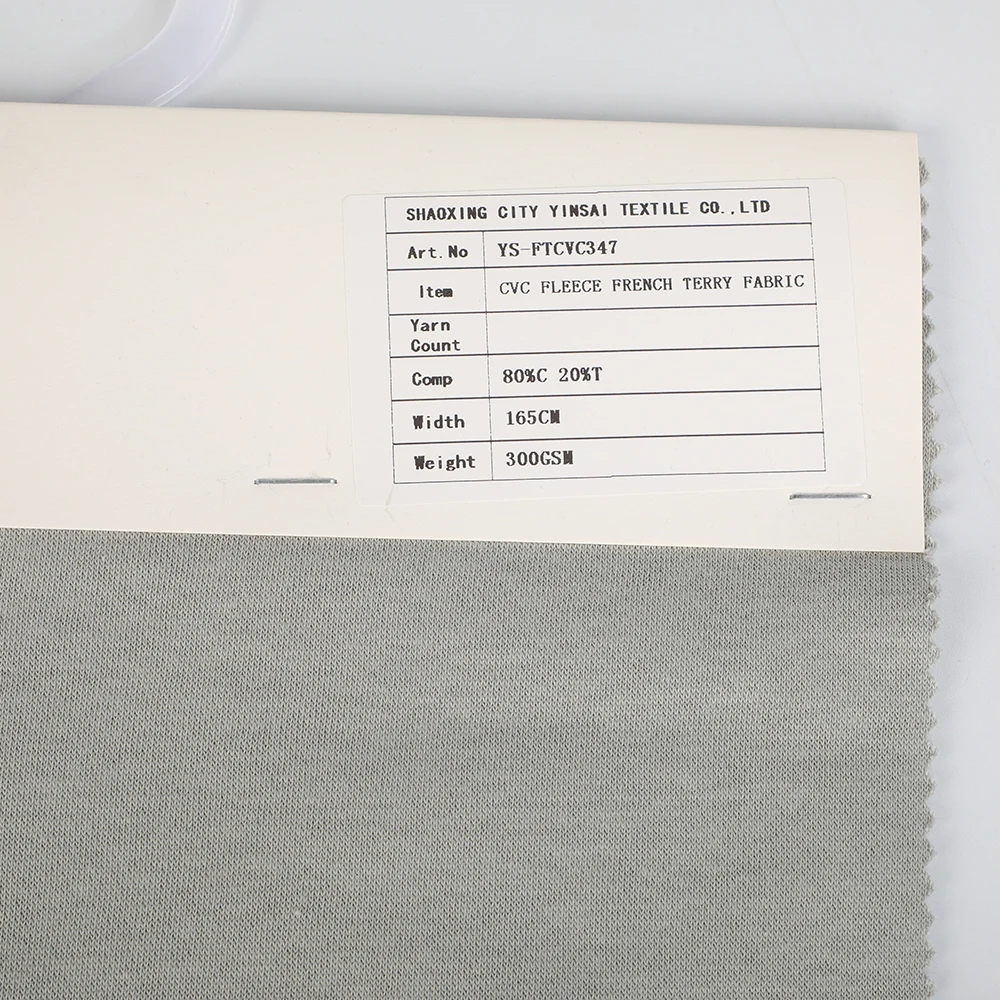 SHAOXING CITY YINSAI TEXTILE CO.,LTD
Art.No YS-FTCVC347
Item CVC FLEECE FRENCH TERRY FABRIC
Yarn
Count
Comp 80%C 20%T
Width 165CM
Weight 300GSM